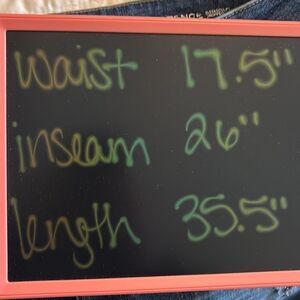 waist 17.5"
inseam 26"
length 35.5"